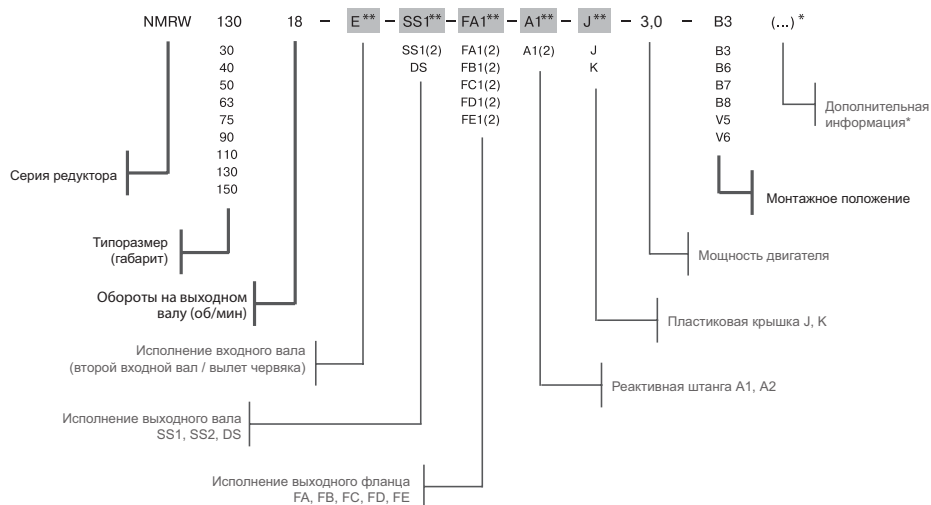 NMRW 130 18 – E** – SS1** – FA1** – A1** – J** – 3,0 – B3 (...)*
30 SS1(2) FA1(2) A1(2) J B3
40 DS FB1(2) K B6
50 FC1(2) B7
63 FD1(2) B8
75 FE1(2) V5
90 V6
110
130
150
Дополнительная
информация*
Серия редуктора
Монтажное положение
Типоразмер
(габарит)
Мощность двигателя
Обороты на выходном
валу (об/мин)
Пластиковая крышка J, K
Исполнение входного вала
(второй входной вал / вылет червяка)
Реактивная штанга A1, A2
Исполнение выходного вала
SS1, SS2, DS
Исполнение выходного фланца
FA, FB, FC, FD, FE